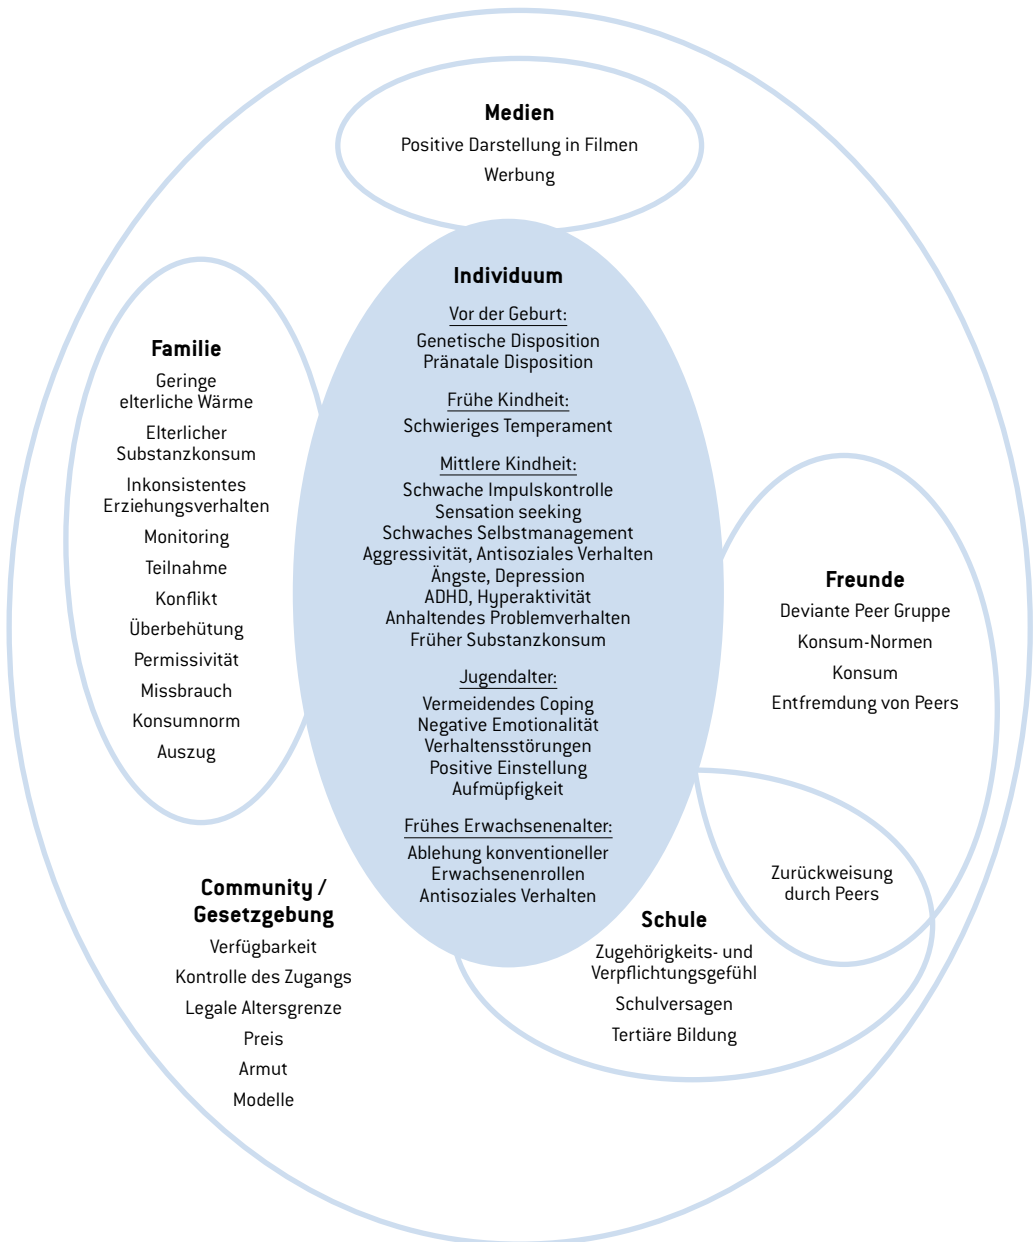 Medien
Positive Darstellung in Filmen
Werbung
Individuum
Vor der Geburt:
Genetische Disposition
Pränatale Disposition
Frühe Kindheit:
Schwieriges Temperament
Mittlere Kindheit:
Schwache Impulskontrolle
Sensation seeking
Schwaches Selbstmanagement
Aggressivität, Antisoziales Verhalten
Ängste, Depression
ADHD, Hyperaktivität
Anhaltendes Problemverhalten
Früher Substanzkonsum
Jugendalter:
Vermeidendes Coping
Negative Emotionalität
Verhaltensstörungen
Positive Einstellung
Aufmüpfigkeit
Frühes Erwachsenenalter:
Ablehung konventioneller
Erwachsenenrollen
Antisoziales Verhalten
Familie
Geringe
elterliche Wärme
Elterlicher
Substanzkonsum
Inkonsistentes
Erziehungsverhalten
Monitoring
Teilnahme
Konflikt
Überbehütung
Permissivität
Missbrauch
Konsumnorm
Auszug
Freunde
Deviante Peer Gruppe
Konsum-Normen
Konsum
Entfremdung von Peers
Zurückweisung
durch Peers
Community /
Gesetzgebung
Verfügbarkeit
Kontrolle des Zugangs
Legale Altersgrenze
Preis
Armut
Modelle
Schule
Zugehörigkeits- und
Verpflichtungsgefühl
Schulversagen
Tertiäre Bildung